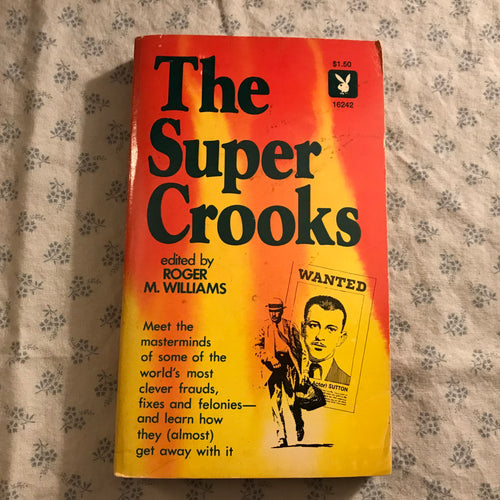 The
Super
Crooks
$1.50
16242
edited by
ROGER
M. WILLIAMS
Meet the
masterminds
of some of the
world's most
clever frauds,
fixes and felonies—
and learn how
they (almost)
get away with it
WANTED
SUTTON